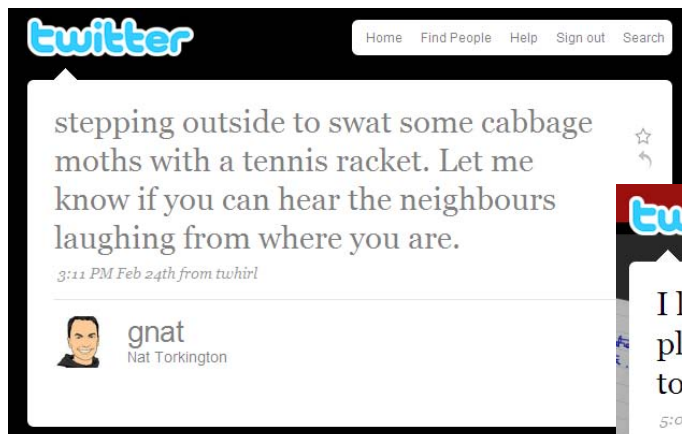 twitter
Home Find People Help Sign out Search
stepping outside to swat some cabbage
moths with a tennis racket. Let me
know if you can hear the neighbours
laughing from where you are.
3:11 PM Feb 24th from twhirl
gnat
Nat Torkington
I
to